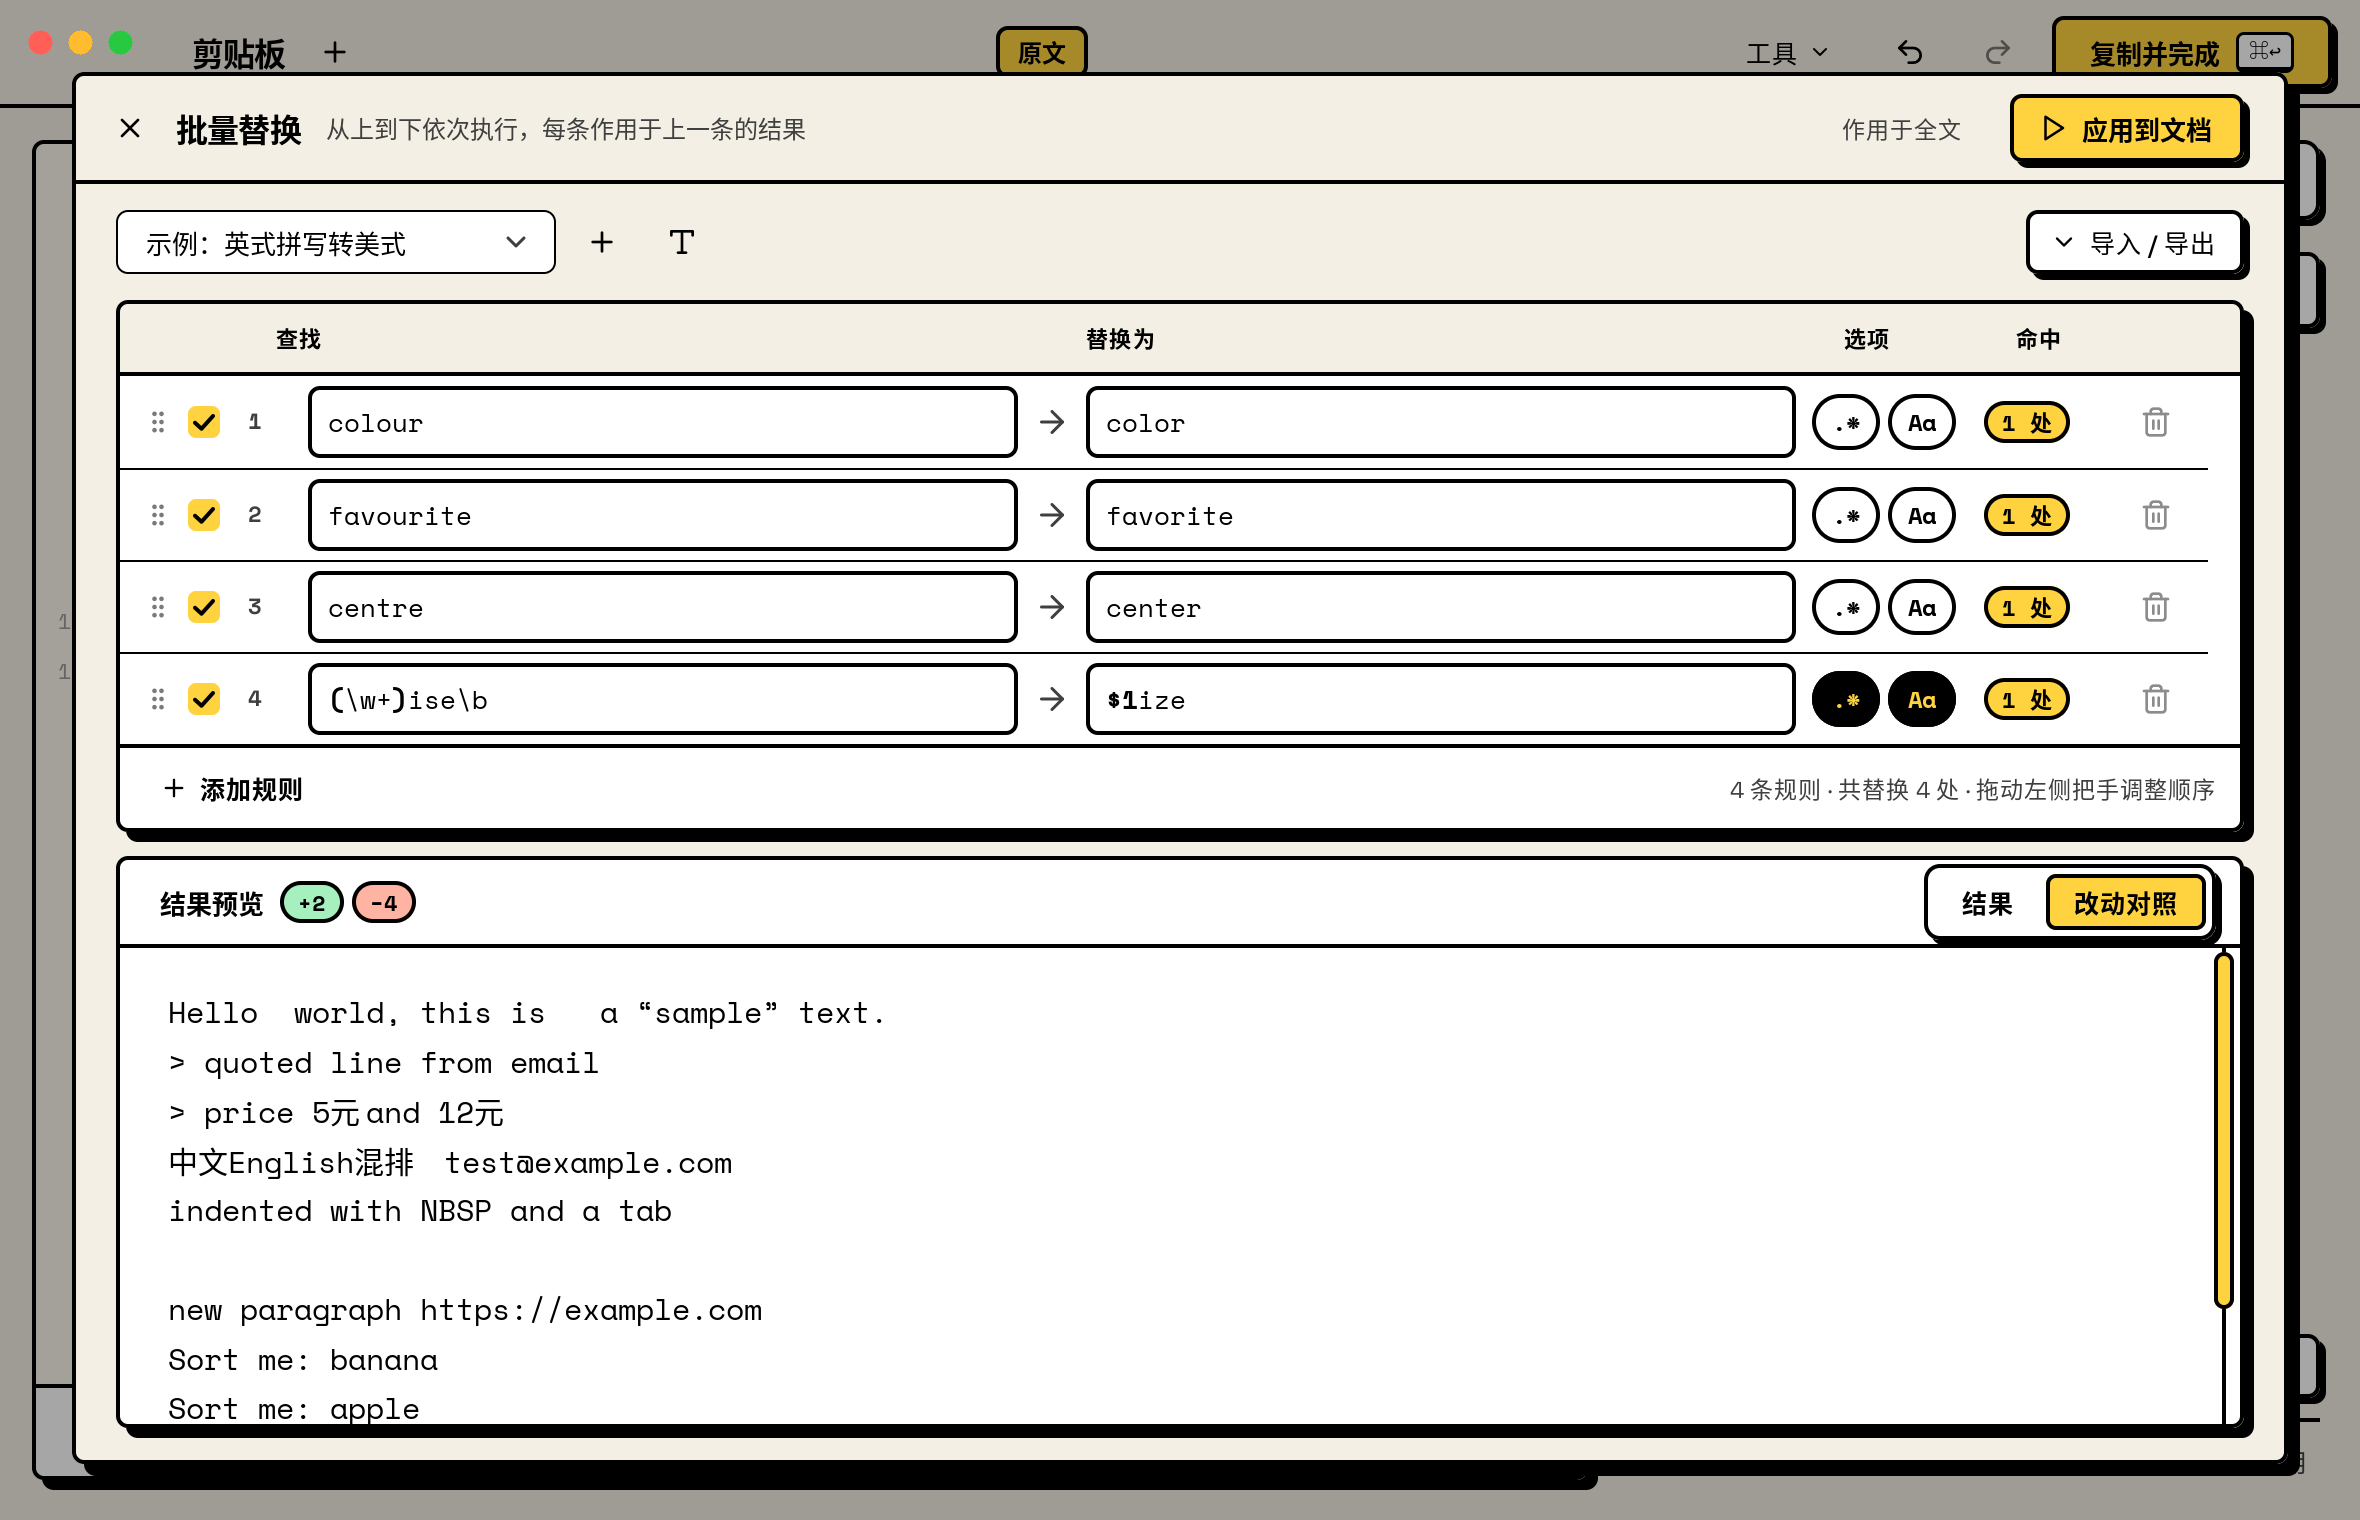 剪贴板
原文
工具
复制并完成 ⌘↩
批量替换 从上到下依次执行，每条作用于上一条的结果
作用于全文
应用到文档
示例：英式拼写转美式
导入 / 导出
查找 替换为 选项 命中
1 colour → color .* Aa 1 处
2 favourite → favorite .* Aa 1 处
3 centre → center .* Aa 1 处
4 (\w+)ise\b → $1ize .* Aa 1 处
添加规则
4 条规则 · 共替换 4 处 · 拖动左侧把手调整顺序
结果预览 +2 -4
结果 改动对照
Hello  world, this is   a “sample” text.
> quoted line from email
> price 5元 and 12元
中文English混排  test@example.com
indented with NBSP and a tab
new paragraph https://example.com
Sort me: banana
Sort me: apple